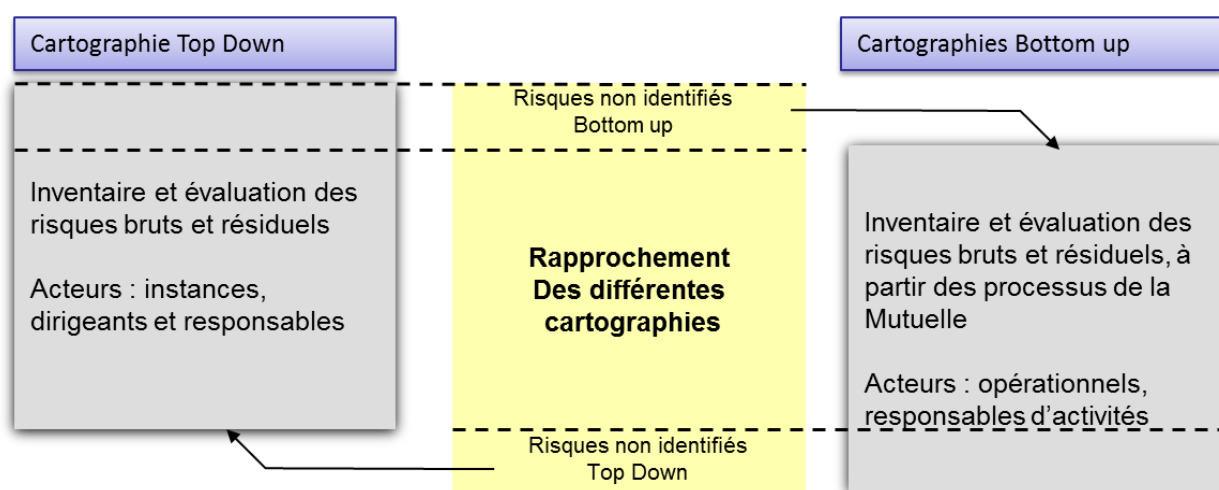 Cartographie Top Down
Cartographies Bottom up
Risques non identifiés
Bottom up
Inventaire et évaluation des
risques bruts et résiduels
Acteurs : instances,
dirigeants et responsables
Rapprochement
Des différentes
cartographies
Inventaire et évaluation des
risques bruts et résiduels, à
partir des processus de la
Mutuelle
Acteurs : opérationnels,
responsables d’activités
Risques non identifiés
Top Down